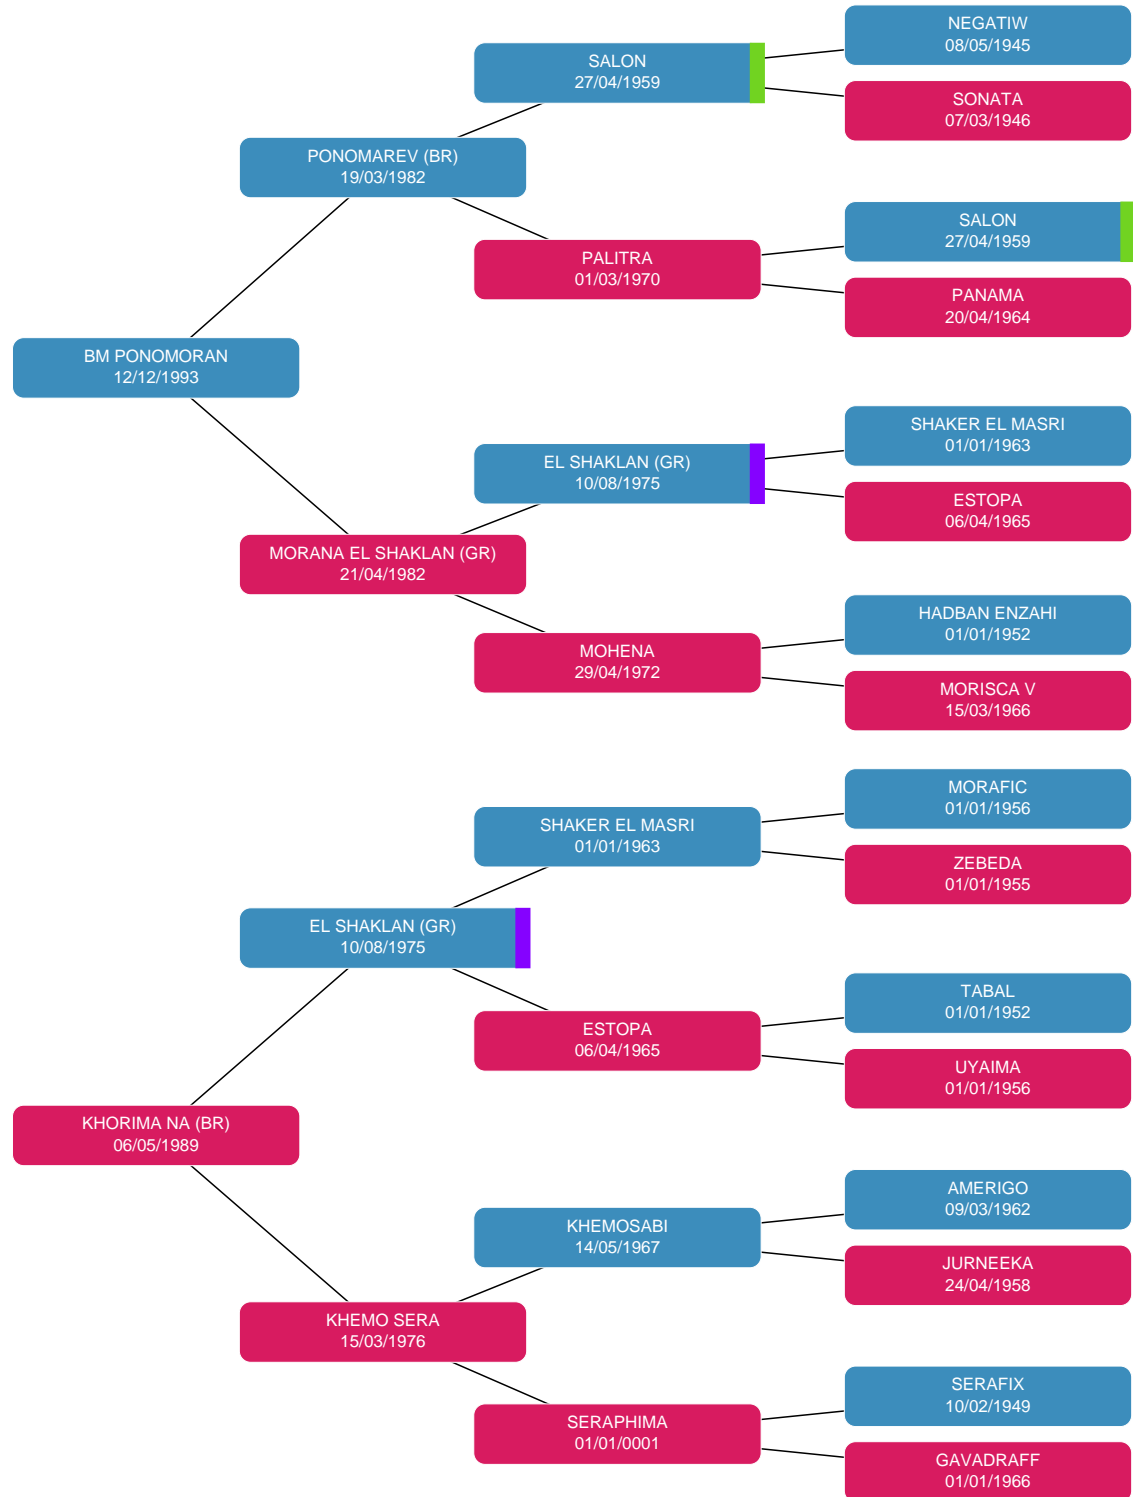 NEGATIW
08/05/1945
SALON
27/04/1959
SONATA
07/03/1946
PONOMAREV (BR)
19/03/1982
SALON
27/04/1959
PALITRA
01/03/1970
PANAMA
20/04/1964
BM PONOMORAN
12/12/1993
SHAKER EL MASRI
01/01/1963
EL SHAKLAN (GR)
10/08/1975
ESTOPA
06/04/1965
MORANA EL SHAKLAN (GR)
21/04/1982
HADBAN ENZAHI
01/01/1952
MOHENA
29/04/1972
MORISCA V
15/03/1966
MORAFIC
01/01/1956
SHAKER EL MASRI
01/01/1963
ZEBEDA
01/01/1955
EL SHAKLAN (GR)
10/08/1975
TABAL
01/01/1952
ESTOPA
06/04/1965
UYAIMA
01/01/1956
KHORIMA NA (BR)
06/05/1989
AMERIGO
09/03/1962
KHEMOSABI
14/05/1967
JURNEEKA
24/04/1958
KHEMO SERA
15/03/1976
SERAFIX
10/02/1949
SERAPHIMA
01/01/0001
GAVADRAFF
01/01/1966